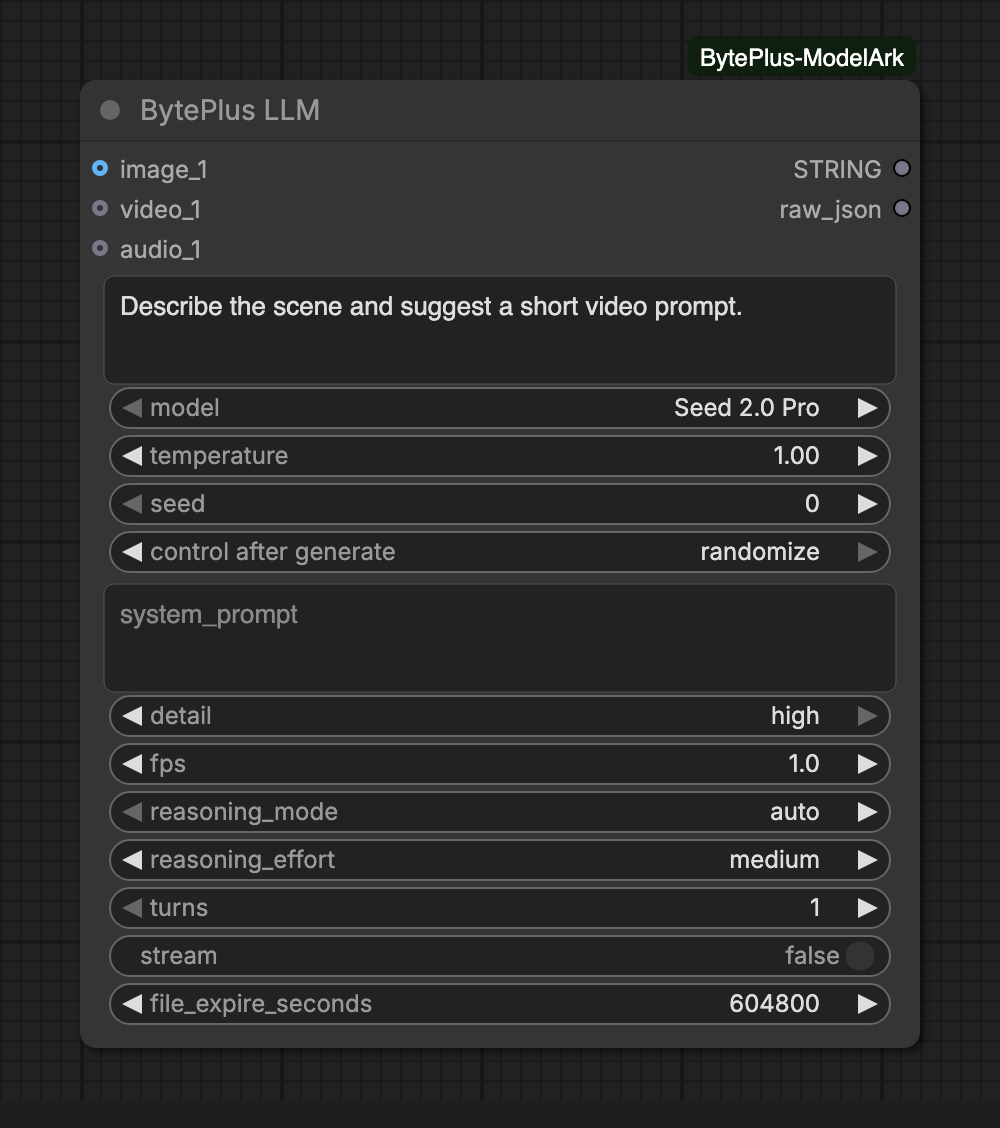 BytePlus-ModelArk
BytePlus LLM
image_1 STRING
video_1 raw_json
audio_1
Describe the scene and suggest a short video prompt.
model Seed 2.0 Pro
temperature 1.00
seed 0
control after generate randomize
system_prompt
detail high
fps 1.0
reasoning_mode auto
reasoning_effort medium
turns 1
stream false
file_expire_seconds 604800